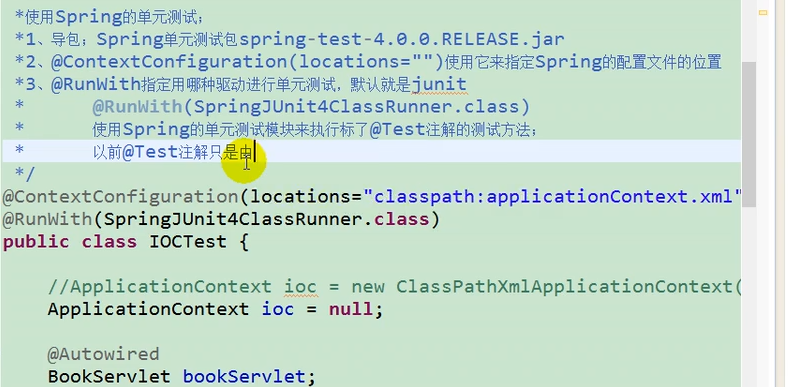 *使用Spring的单元测试；
*1、导包；Spring单元测试包spring-test-4.0.0.RELEASE.jar
*2、@ContextConfiguration(locations="")使用它来指定Spring的配置文件的位置
*3、@RunWith指定用哪种驱动进行单元测试，默认就是junit
*      @RunWith(SpringJUnit4ClassRunner.class)
*      使用Spring的单元测试模块来执行标了@Test注解的测试方法；
*      以前@Test注解只是由
*/
@ContextConfiguration(locations="classpath:applicationContext.xml"
@RunWith(SpringJUnit4ClassRunner.class)
public class IOCTest {
//ApplicationContext ioc = new ClassPathXmlApplicationContext(
ApplicationContext ioc = null;
@Autowired
BookServlet bookServlet;